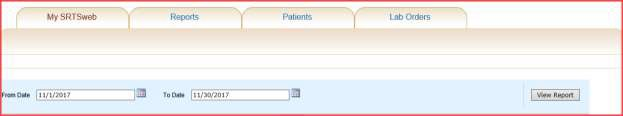 My SRTSweb Reports Patients Lab Orders
From Date 11/1/2017 To Date 11/30/2017 View Report